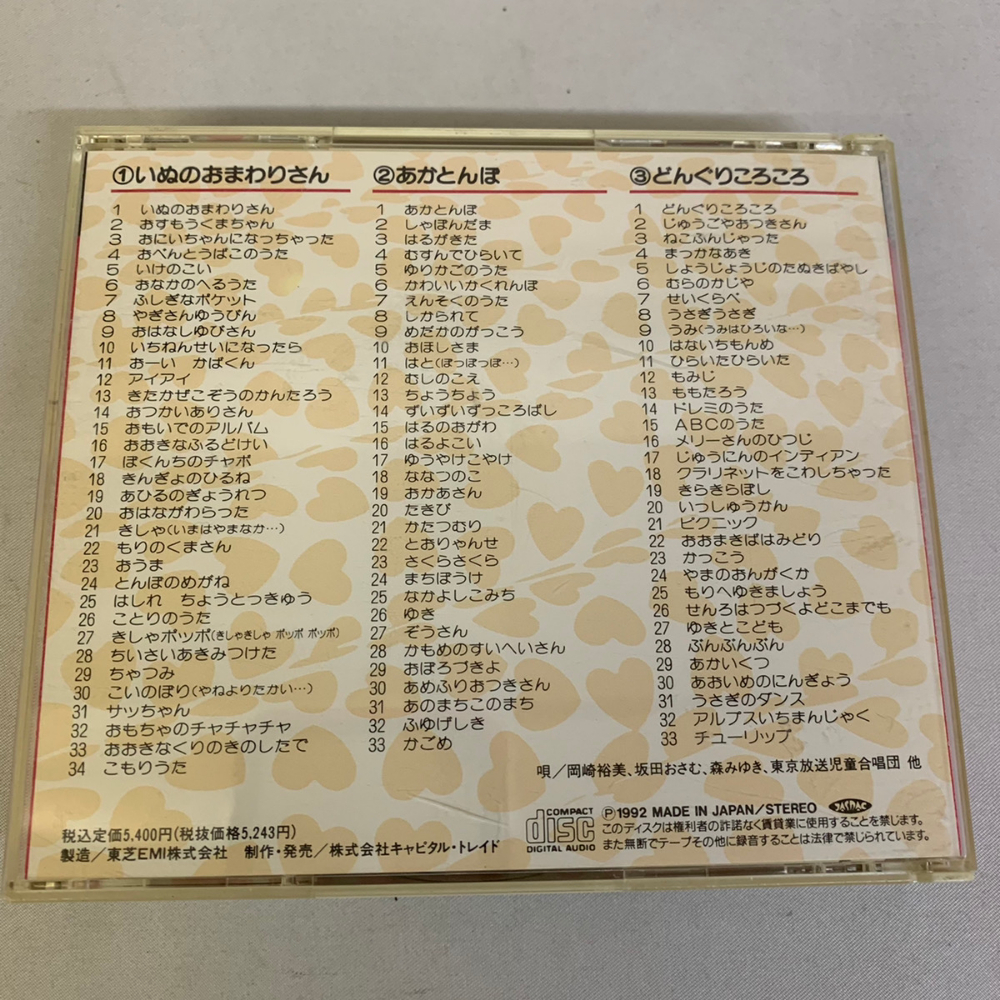 ①いぬのおまわりさん
1 いぬのおまわりさん
2 おすもうくまちゃん
3 おにいちゃんになっちゃった
4 おべんとうばこのうた
5 いけのこい
6 おなかのへるうた
7 ふしぎなポケット
8 やぎさんゆうびん
9 おはなしゆびさん
10 いちねんせいになったら
11 おーい かばくん
12 アイアイ
13 きたかぜこぞうのかんたろう
14 おつかいありさん
15 おもいでのアルバム
16 おおきなふるどけい
17 ぼくんちのチャボ
18 きんぎょのひるね
19 あひるのぎょうれつ
20 おはながわらった
21 きしゃ(いまはやまなか…)
22 もりのくまさん
23 おうま
24 とんぼのめがね
25 はしれ ちょうとっきゅう
26 ことりのうた
27 きしゃポッポ(きしゃきしゃ ポッポ ポッポ)
28 ちいさいあきみつけた
29 ちゃつみ
30 こいのぼり(やねよりたかい…)
31 サッちゃん
32 おもちゃのチャチャチャ
33 おおきなくりのきのしたで
34 こもりうた
②あかとんぼ
1 あかとんぼ
2 しゃぼんだま
3 はるがきた
4 むすんでひらいて
5 ゆりかごのうた
6 かわいいかくれんぼ
7 えんそくのうた
8 しかられて
9 めだかのがっこう
10 おほしさま
11 はと(ぽっぽっぽ…)
12 むしのこえ
13 ちょうちょう
14 ずいずいずっころばし
15 はるのおがわ
16 はるよこい
17 ゆうやけこやけ
18 ななつのこ
19 おかあさん
20 たきび
21 かたつむり
22 とおりゃんせ
23 さくらさくら
24 まちぼうけ
25 なかよしこみち
26 ゆき
27 ぞうさん
28 かもめのすいへいさん
29 おぼろづきよ
30 あめふりおつきさん
31 あのまちこのまち
32 ふゆげしき
33 かごめ
③どんぐりころころ
1 どんぐりころころ
2 じゅうごやおつきさん
3 ねこふんじゃった
4 まっかなあき
5 しょうじょうじのたぬきばやし
6 むらのかじや
7 せいくらべ
8 うさぎうさぎ
9 うみ(うみはひろいな…)
10 はないちもんめ
11 ひらいたひらいた
12 もみじ
13 ももたろう
14 ドレミのうた
15 ABCのうた
16 メリーさんのひつじ
17 じゅうにんのインディアン
18 クラリネットをこわしちゃった
19 きらきらぼし
20 いっしゅうかん
21 ピクニック
22 おおまきばはみどり
23 かっこう
24 やまのおんがくか
25 もりへゆきましょう
26 せんろはつづくよどこまでも
27 ゆきとこども
28 ぶんぶんぶん
29 あかいくつ
30 あおいめのにんぎょう
31 うさぎのダンス
32 アルプスいちまんじゃく
33 チューリップ
唄/岡崎裕美、坂田おさむ、森みゆき、東京放送児童合唱団 他
税込定価5,400円(税抜価格5,243円)
製造/東芝EMI株式会社 制作・発売/株式会社キャピタル・トレイド
COMPACT
disc
DIGITAL AUDIO
Ⓟ1992 MADE IN JAPAN/STEREO
JASRAC
このディスクは権利者の許諾なく賃貸業に使用することを禁じます。
また無断でテープその他に録音することは法律で禁じられています。